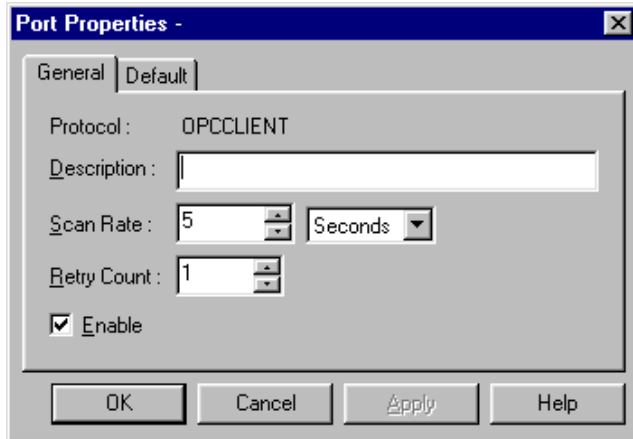 Port Properties -
General Default
Protocol : OPCCLIENT
Description :
Scan Rate : 5 Seconds
Retry Count : 1
Enable
OK Cancel Apply Help